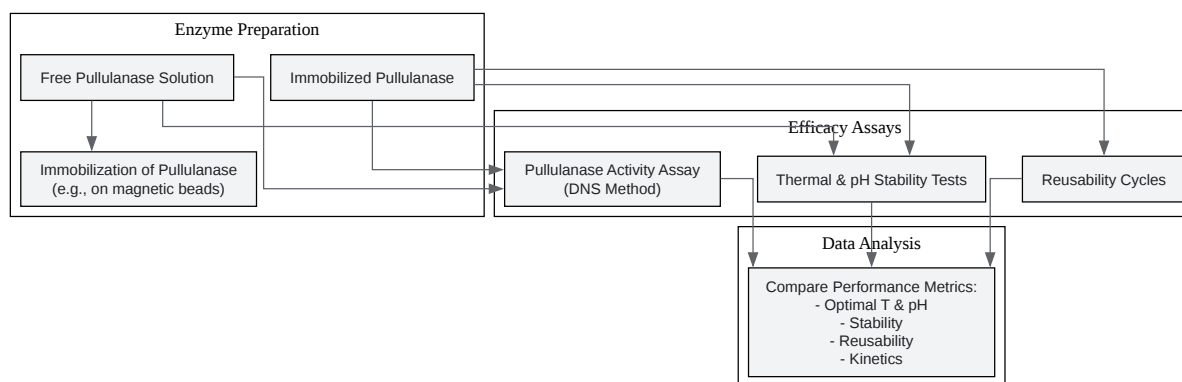 Enzyme Preparation
Free Pullulanase Solution
Immobilized Pullulanase
Immobilization of Pullulanase
(e.g., on magnetic beads)
Efficacy Assays
Pullulanase Activity Assay
(DNS Method)
Thermal & pH Stability Tests
Reusability Cycles
Data Analysis
Compare Performance Metrics:
- Optimal T & pH
- Stability
- Reusability
- Kinetics